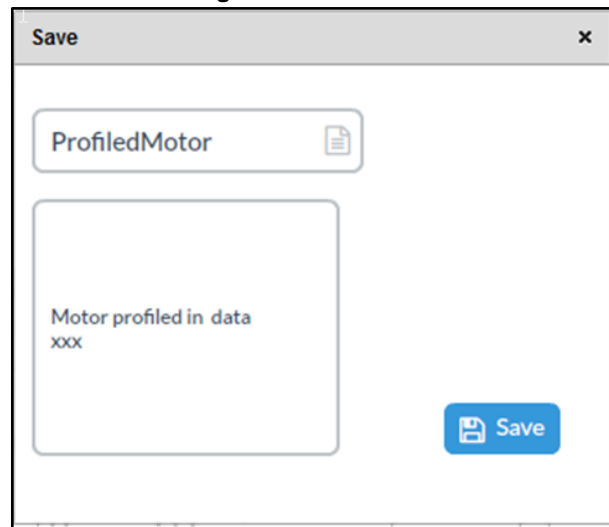 Save ×
ProfiledMotor
Motor profiled in data
xxx
Save